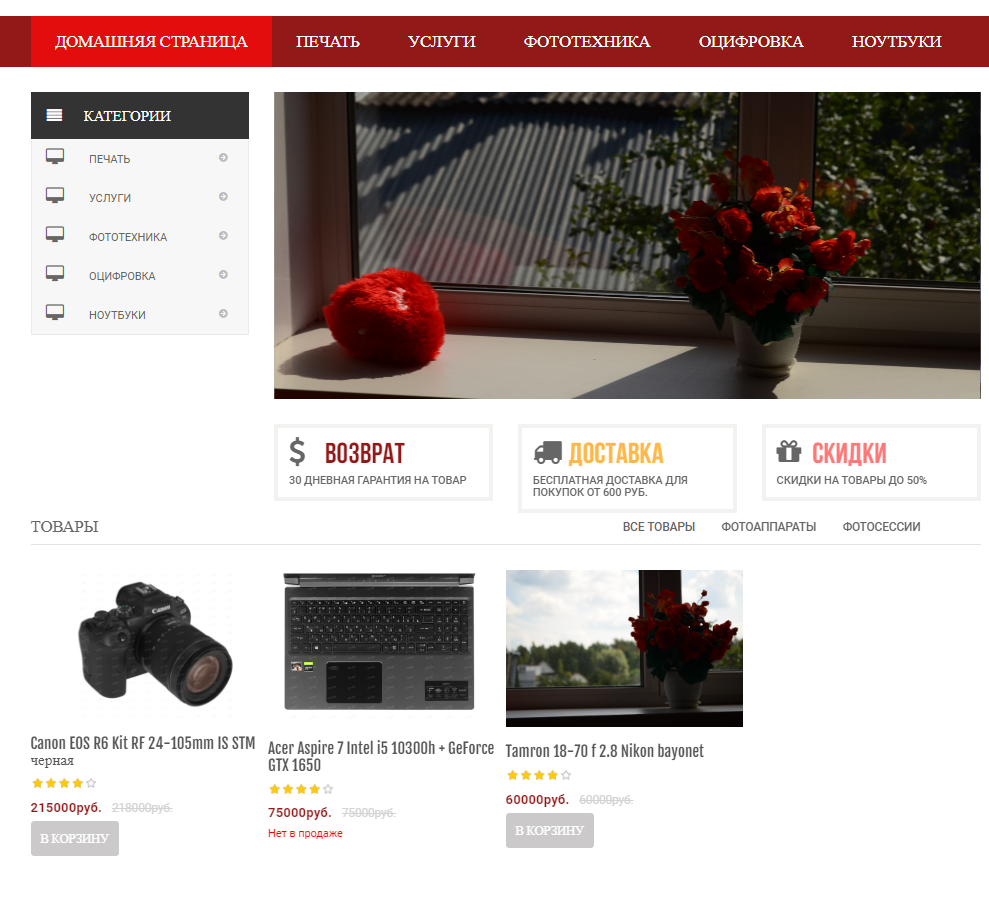 ДОМАШНЯЯ СТРАНИЦА ПЕЧАТЬ УСЛУГИ ФОТОТЕХНИКА ОЦИФРОВКА НОУТБУКИ
КАТЕГОРИИ
ПЕЧАТЬ
УСЛУГИ
ФОТОТЕХНИКА
ОЦИФРОВКА
НОУТБУКИ
ВОЗВРАТ
30 ДНЕВНАЯ ГАРАНТИЯ НА ТОВАР
ДОСТАВКА
БЕСПЛАТНАЯ ДОСТАВКА ДЛЯ
ПОКУПОК ОТ 600 РУБ.
СКИДКИ
СКИДКИ НА ТОВАРЫ ДО 50%
ТОВАРЫ
ВСЕ ТОВАРЫ ФОТОАППАРАТЫ ФОТОСЕССИИ
Canon
Canon EOS R6 Kit RF 24-105mm IS STM
черная
215000руб. 218000руб.
В КОРЗИНУ
Acer Aspire 7 Intel i5 10300h + GeForce
GTX 1650
75000руб. 75000руб.
Нет в продаже
Tamron 18-70 f 2.8 Nikon bayonet
60000руб. 60000руб.
В КОРЗИНУ